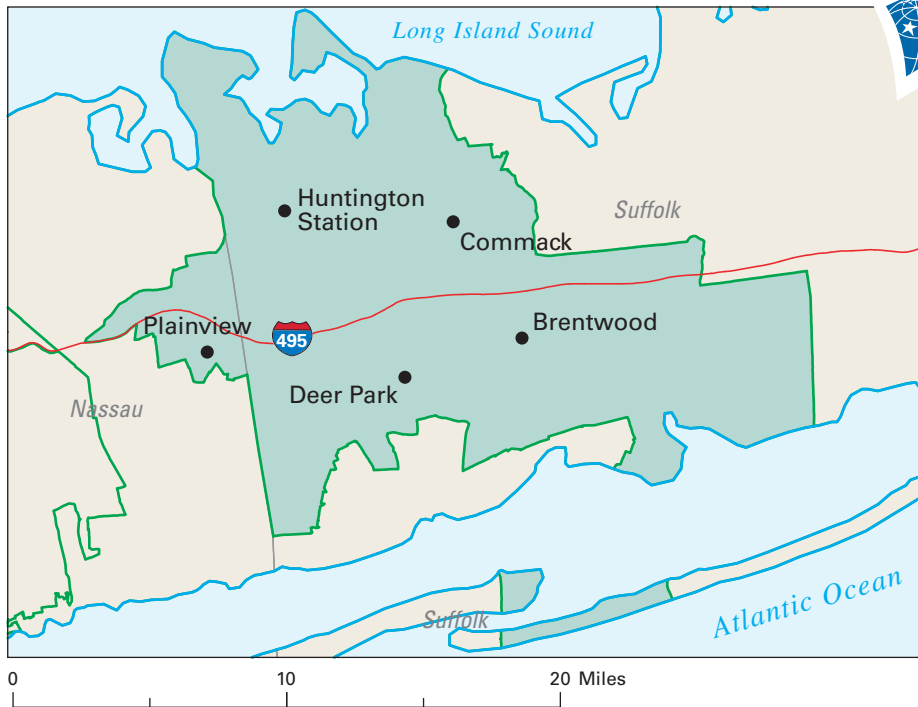 Long Island Sound
Huntington
Station
Suffolk
Commack
Plainview
495
Brentwood
Deer Park
Nassau
Suffolk
Atlantic Ocean
0 10 20 Miles